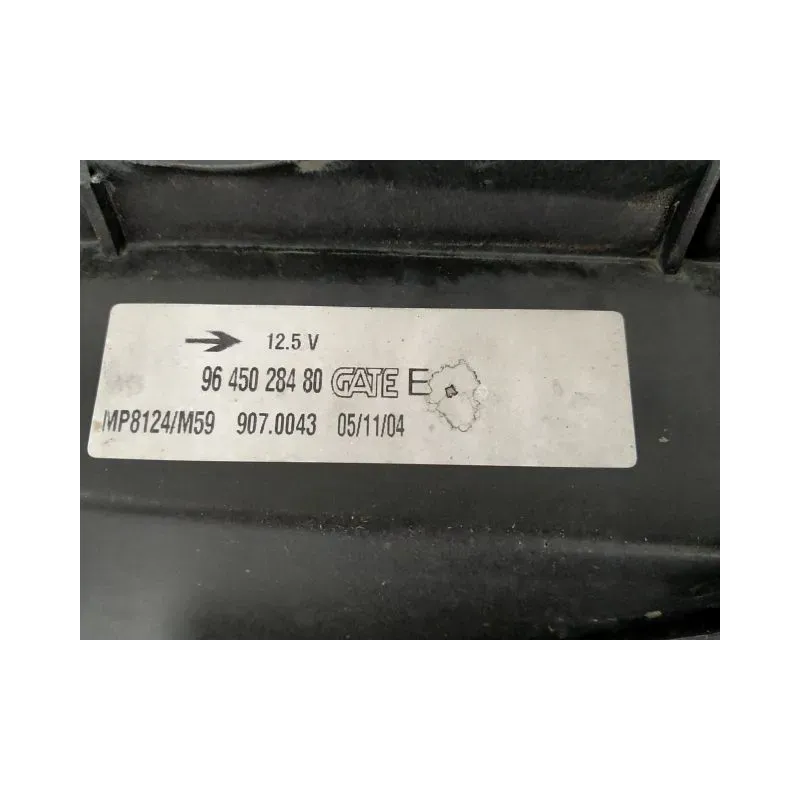 12.5 V
96 450 284 80 GATE E
MP8124/M59 907.0043 05/11/04